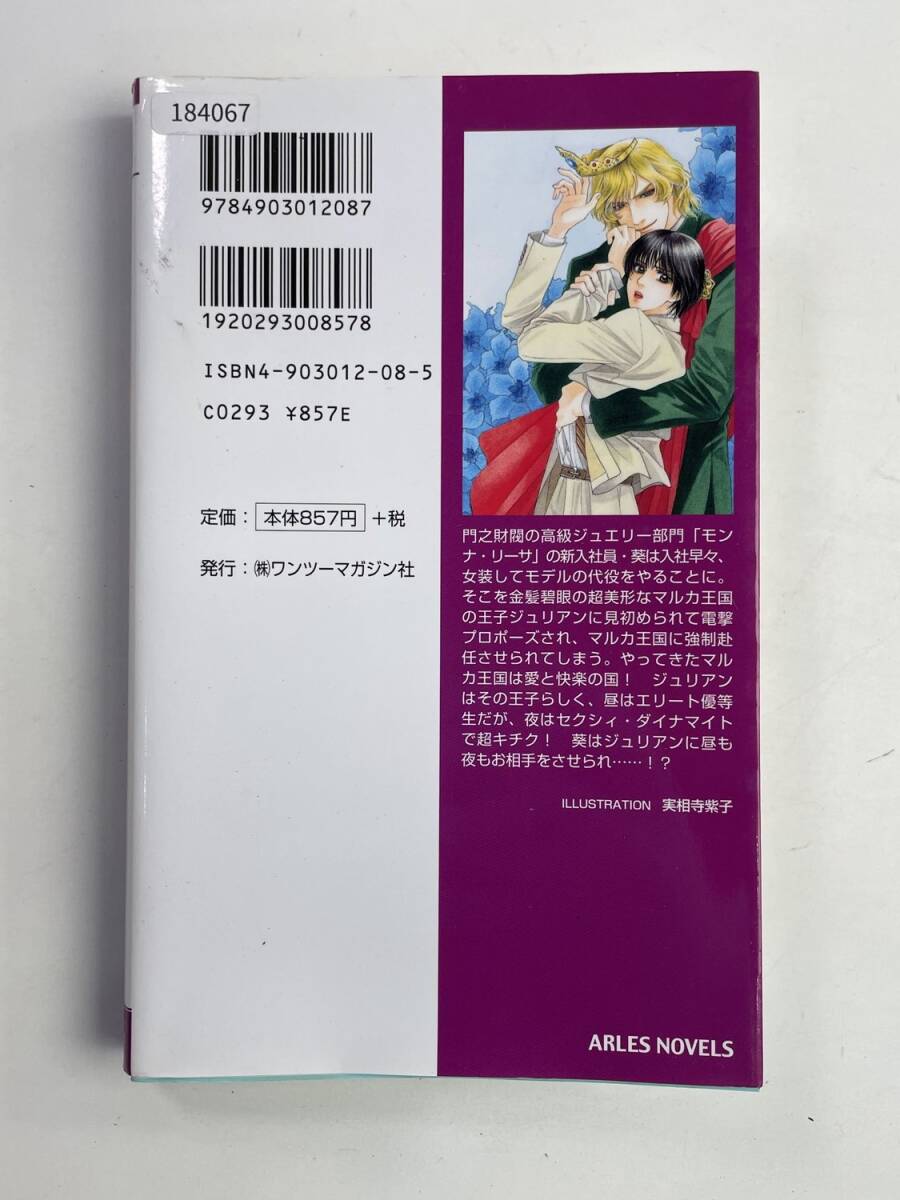 184067
9784903012087
1920293008578
ISBN4-903012-08-5
C0293 ¥857E
定価：本体857円＋税
発行：㈱ワンツーマガジン社
門之財閥の高級ジュエリー部門「モン
ナ・リーサ」の新入社員・葵は入社早々、
女装してモデルの代役をやることに。
そこを金髪碧眼の超美形なマルカ王国
の王子ジュリアンに見初められて電撃
プロポーズされ、マルカ王国に強制赴
任させられてしまう。やってきたマル
カ王国は愛と快楽の国！　ジュリアン
はその王子らしく、昼はエリート優等
生だが、夜はセクシィ・ダイナマイト
で超キチク！　葵はジュリアンに昼も
夜もお相手をさせられ……！？
ILLUSTRATION 実相寺紫子
ARLES NOVELS